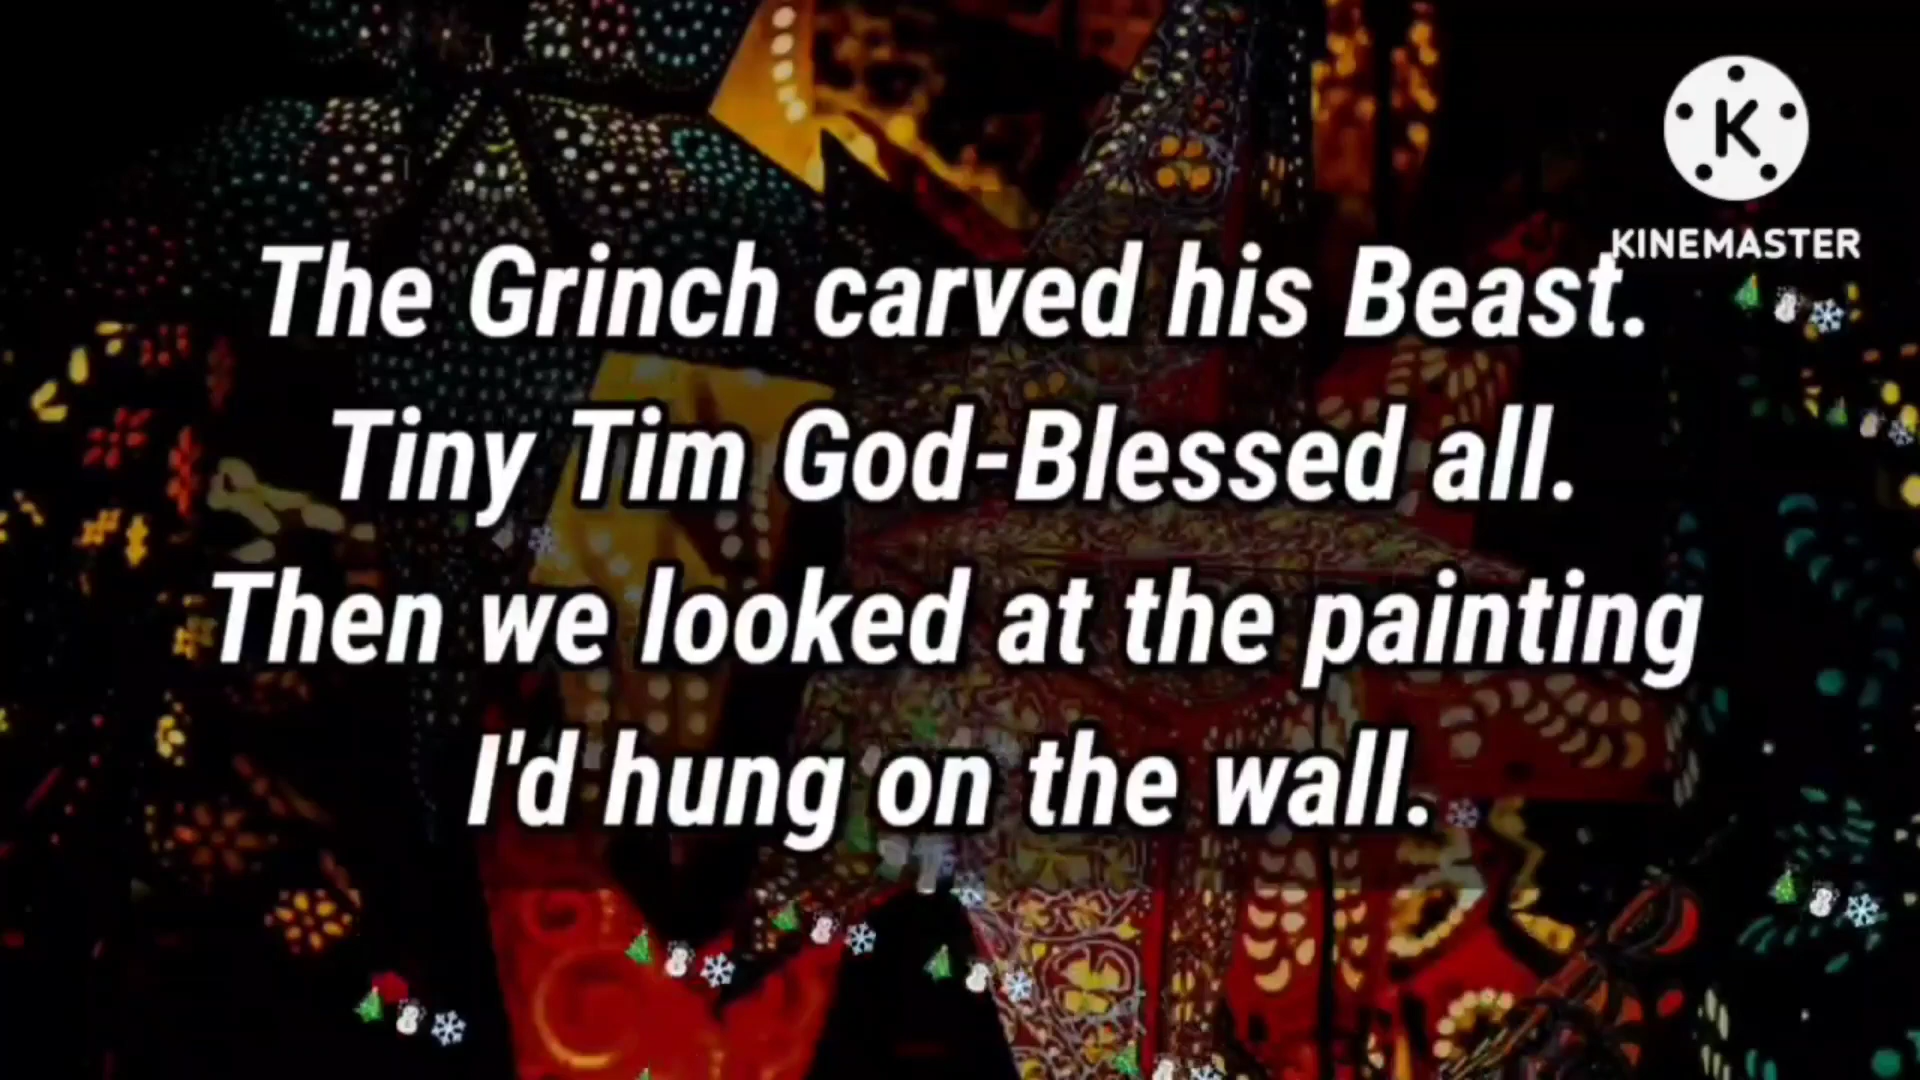 K
KINEMASTER
The Grinch carved his Beast.
Tiny Tim God-Blessed all.
Then we looked at the painting
I'd hung on the wall.